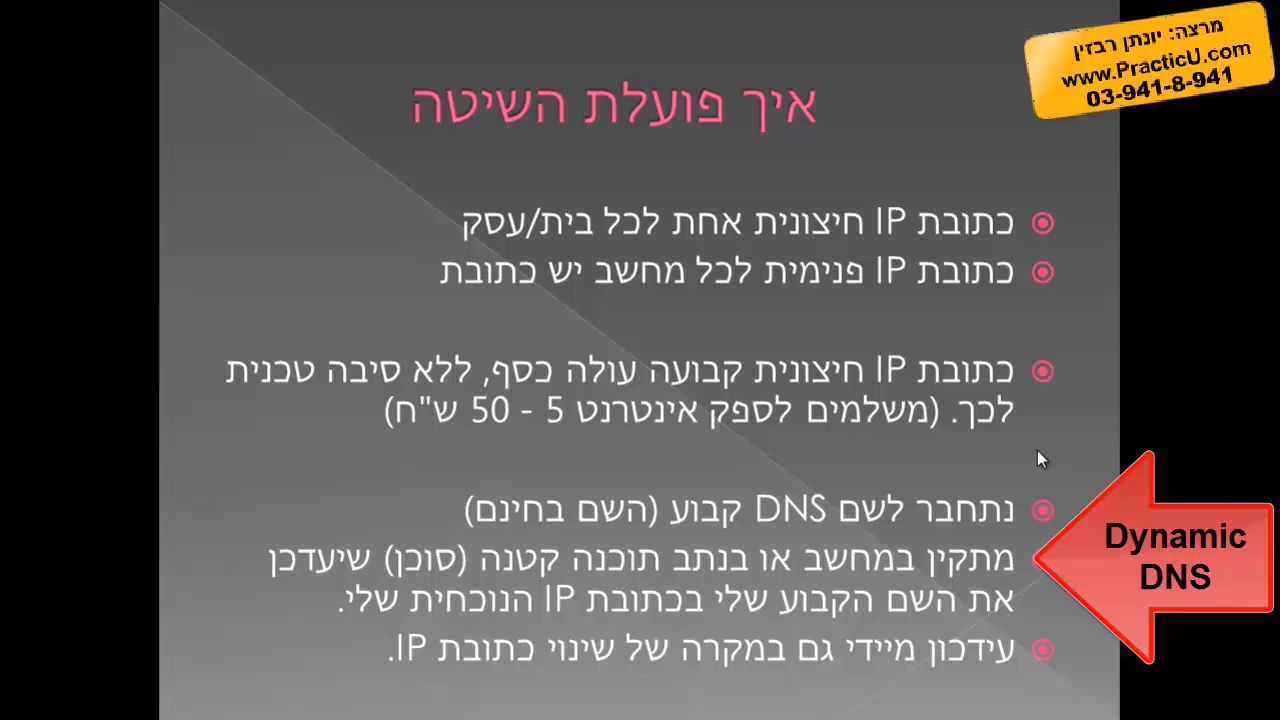 מרצה: יונתן רבזין
www.PracticU.com
03-941-8-941
איך פועלת השיטה
כתובת IP חיצונית אחת לכל בית/עסק
כתובת IP פנימית לכל מחשב יש כתובת
כתובת IP חיצונית קבועה עולה כסף, ללא סיבה טכנית
לכך. (משלמים לספק אינטרנט 5 - 50 ש"ח)
נתחבר לשם DNS קבוע (השם בחינם)
מתקין במחשב או בנתב תוכנה קטנה (סוכן) שיעדכן
את השם הקבוע שלי בכתובת IP הנוכחית שלי.
עידכון מיידי גם במקרה של שינוי כתובת IP.
Dynamic
DNS